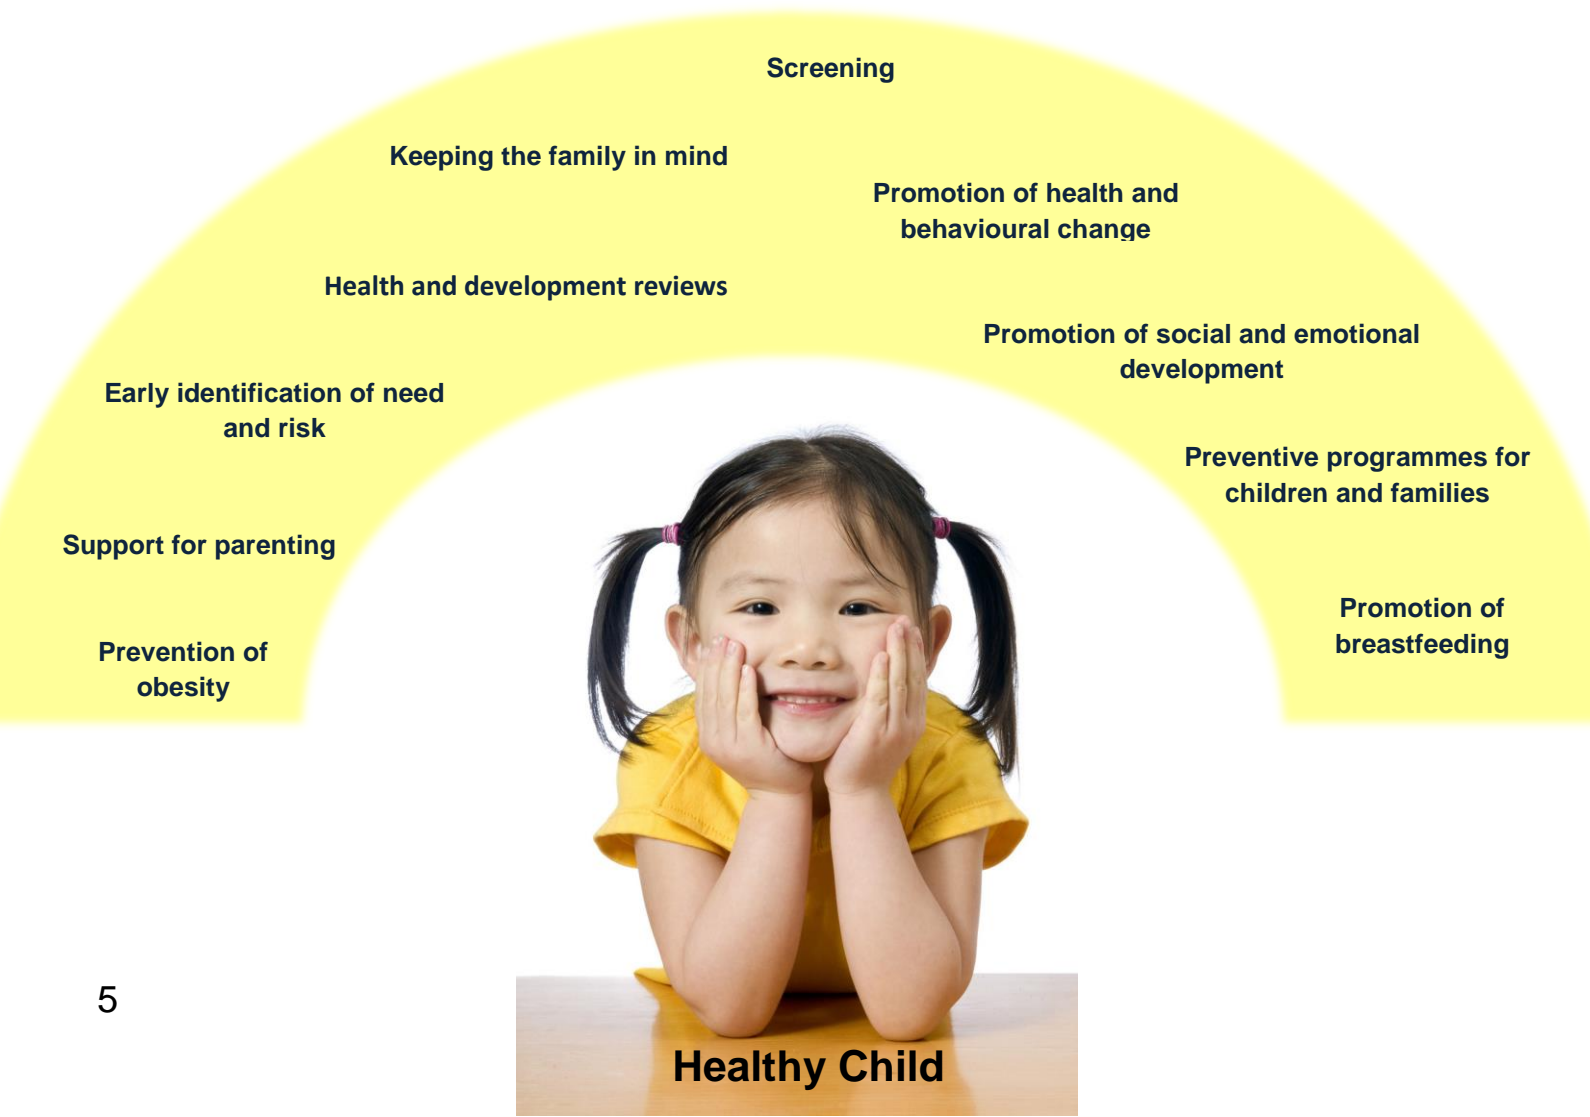 Screening
Keeping the family in mind
Promotion of health and
behavioural change
Health and development reviews
Promotion of social and emotional
development
Early identification of need
and risk
Preventive programmes for
children and families
Support for parenting
Promotion of
breastfeeding
Prevention of
obesity
5
Healthy Child